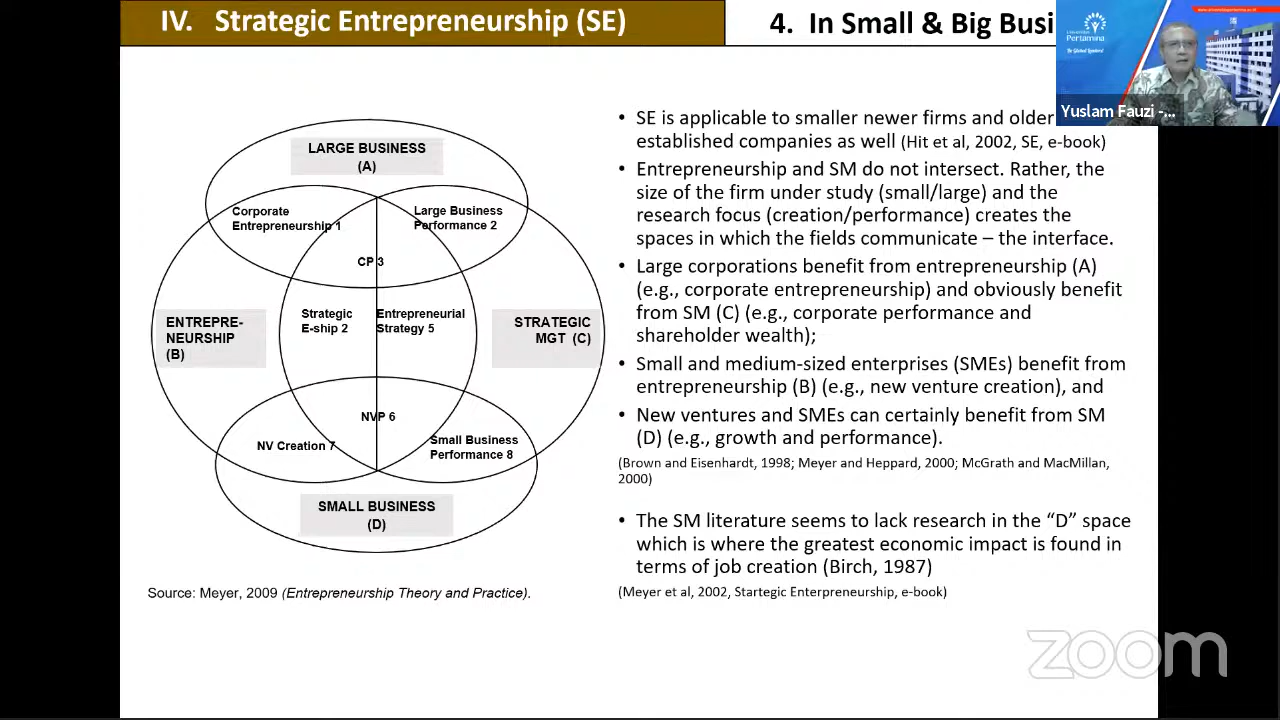 IV. Strategic Entrepreneurship (SE)
4. In Small & Big Busi
Universitas
Pertamina
Yuslam Fauzi -...
LARGE BUSINESS
(A)
Corporate
Entrepreneurship 1
Large Business
Performance 2
CP 3
ENTREPRE-
NEURSHIP
(B)
Strategic
E-ship 2
Entrepreneurial
Strategy 5
STRATEGIC
MGT (C)
NVP 6
NV Creation 7
Small Business
Performance 8
SMALL BUSINESS
(D)
Source: Meyer, 2009 (Entrepreneurship Theory and Practice).
• SE is applicable to smaller newer firms and older
established companies as well (Hit et al, 2002, SE, e-book)
• Entrepreneurship and SM do not intersect. Rather, the
size of the firm under study (small/large) and the
research focus (creation/performance) creates the
spaces in which the fields communicate – the interface.
• Large corporations benefit from entrepreneurship (A)
(e.g., corporate entrepreneurship) and obviously benefit
from SM (C) (e.g., corporate performance and
shareholder wealth);
• Small and medium-sized enterprises (SMEs) benefit from
entrepreneurship (B) (e.g., new venture creation), and
• New ventures and SMEs can certainly benefit from SM
(D) (e.g., growth and performance).
(Brown and Eisenhardt, 1998; Meyer and Heppard, 2000; McGrath and MacMillan,
2000)
• The SM literature seems to lack research in the “D” space
which is where the greatest economic impact is found in
terms of job creation (Birch, 1987)
(Meyer et al, 2002, Startegic Enterpreneurship, e-book)
zoom